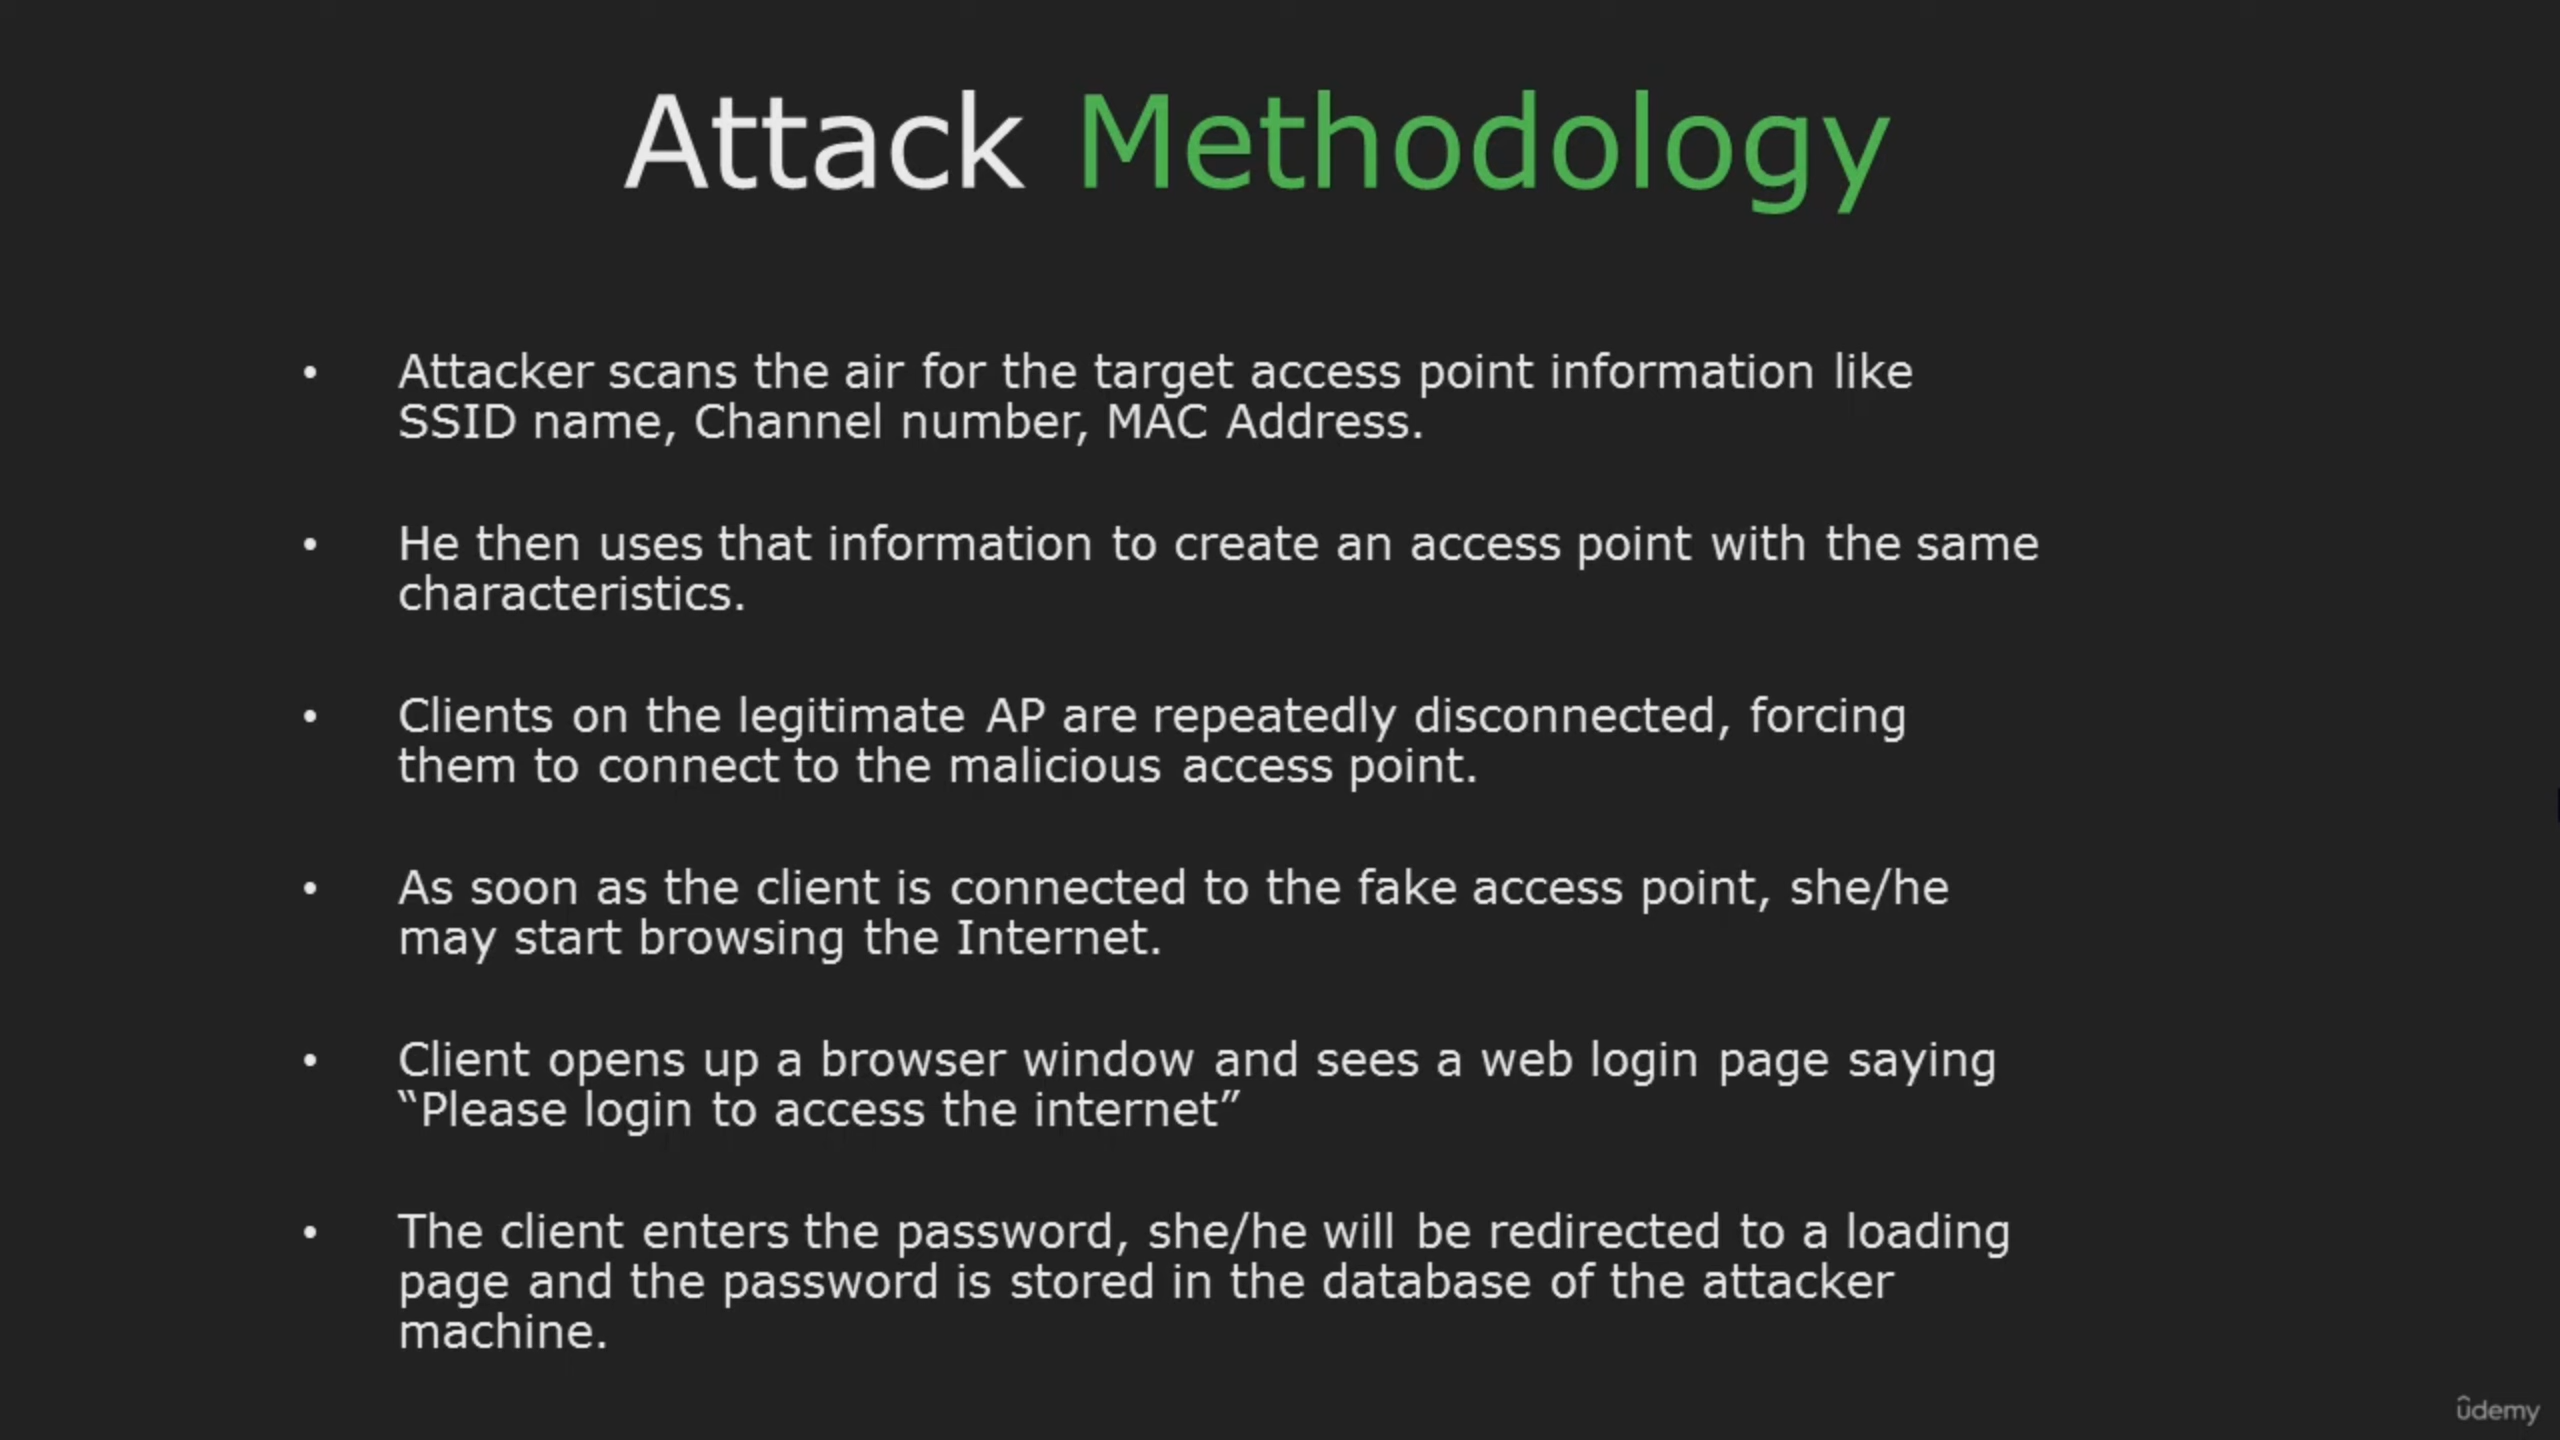 Attack Methodology
• Attacker scans the air for the target access point information like
SSID name, Channel number, MAC Address.
• He then uses that information to create an access point with the same
characteristics.
• Clients on the legitimate AP are repeatedly disconnected, forcing
them to connect to the malicious access point.
• As soon as the client is connected to the fake access point, she/he
may start browsing the Internet.
• Client opens up a browser window and sees a web login page saying
“Please login to access the internet”
• The client enters the password, she/he will be redirected to a loading
page and the password is stored in the database of the attacker
machine.
ûdemy